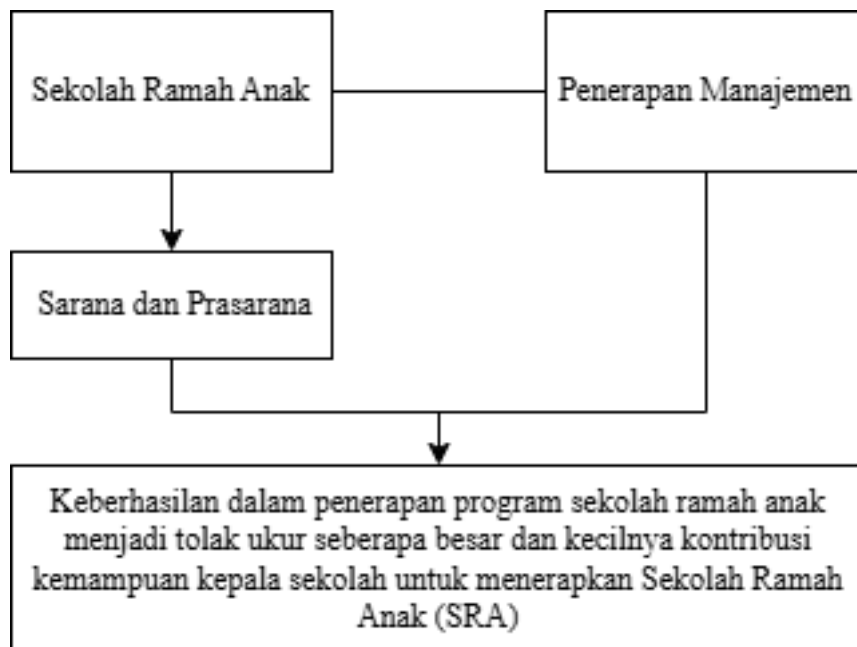 Sekolah Ramah Anak
Penerapan Manajemen
Sarana dan Prasarana
Keberhasilan dalam penerapan program sekolah ramah anak
menjadi tolak ukur seberapa besar dan kecilnya kontribusi
kemampuan kepala sekolah untuk menerapkan Sekolah Ramah
Anak (SRA)